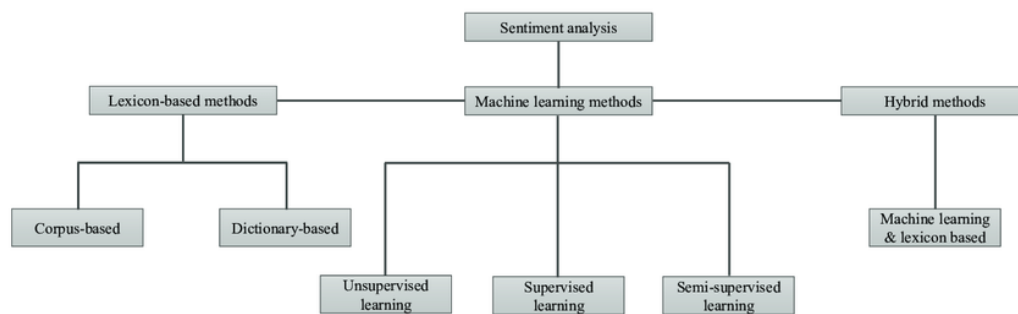 Sentiment analysis
Lexicon-based methods
Machine learning methods
Hybrid methods
Corpus-based
Dictionary-based
Machine learning
& lexicon based
Unsupervised
learning
Supervised
learning
Semi-supervised
learning